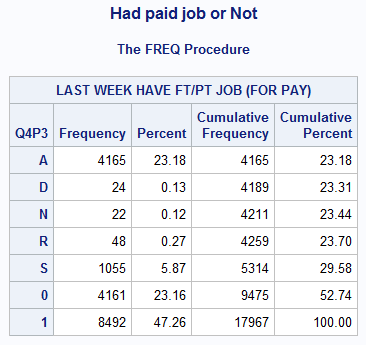 Had paid job or Not
The FREQ Procedure
LAST WEEK HAVE FT/PT JOB (FOR PAY)
Q4P3 Frequency Percent Cumulative Frequency Cumulative Percent
A 4165 23.18 4165 23.18
D 24 0.13 4189 23.31
N 22 0.12 4211 23.44
R 48 0.27 4259 23.70
S 1055 5.87 5314 29.58
0 4161 23.16 9475 52.74
1 8492 47.26 17967 100.00